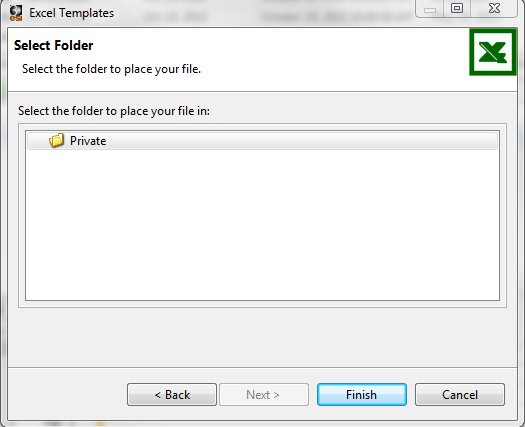 Excel Templates
Select Folder
Select the folder to place your file.
Select the folder to place your file in:
Private
< Back
Next >
Finish
Cancel